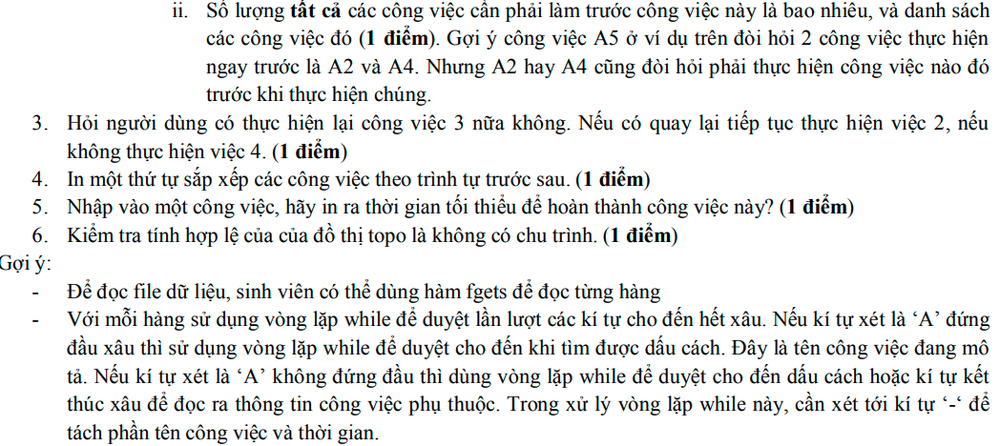 ii. Số lượng tất cả các công việc cần phải làm trước công việc này là bao nhiêu, và danh sách
các công việc đó (1 điểm). Gợi ý công việc A5 ở ví dụ trên đòi hỏi 2 công việc thực hiện
ngay trước là A2 và A4. Nhưng A2 hay A4 cũng đòi hỏi phải thực hiện công việc nào đó
trước khi thực hiện chúng.
3. Hỏi người dùng có thực hiện lại công việc 3 nữa không. Nếu có quay lại tiếp tục thực hiện việc 2, nếu
không thực hiện việc 4. (1 điểm)
4. In một thứ tự sắp xếp các công việc theo trình tự trước sau. (1 điểm)
5. Nhập vào một công việc, hãy in ra thời gian tối thiểu để hoàn thành công việc này? (1 điểm)
6. Kiểm tra tính hợp lệ của của đồ thị topo là không có chu trình. (1 điểm)
Gợi ý:
- Để đọc file dữ liệu, sinh viên có thể dùng hàm fgets để đọc từng hàng
- Với mỗi hàng sử dụng vòng lặp while để duyệt lần lượt các kí tự cho đến hết xâu. Nếu kí tự xét là ‘A’ đứng
đầu xâu thì sử dụng vòng lặp while để duyệt cho đến khi tìm được dấu cách. Đây là tên công việc đang mô
tả. Nếu kí tự xét là ‘A’ không đứng đầu thì dùng vòng lặp while để duyệt cho đến dấu cách hoặc kí tự kết
thúc xâu để đọc ra thông tin công việc phụ thuộc. Trong xử lý vòng lặp while này, cần xét tới kí tự ‘-‘ để
tách phần tên công việc và thời gian.